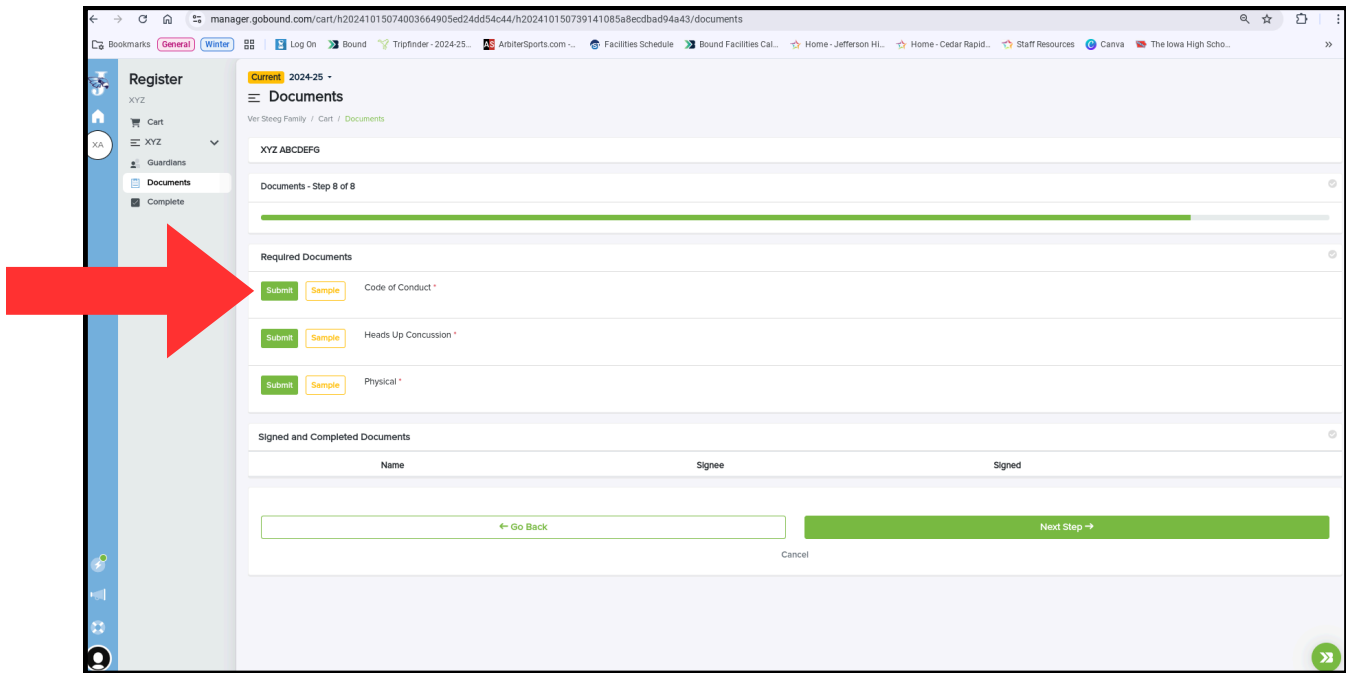 manager.gobound.com/cart/h20241015074003664905ed24dd54c44/h202410150739141085a8ecdbad94a43/documents
Bookmarks General Winter Log On Bound Tripfinder - 2024-25... AS ArbiterSports.com -... Facilities Schedule Bound Facilities Cal... Home - Jefferson Hi... Home - Cedar Rapid... Staff Resources Canva The Iowa High Scho... »
Register
XYZ
Cart
XA
XYZ
Guardians
Documents
Complete
Current 2024-25
Documents
Ver Steeg Family / Cart / Documents
XYZ ABCDEFG
Documents - Step 8 of 8
Required Documents
Submit Sample Code of Conduct *
Submit Sample Heads Up Concussion *
Submit Sample Physical *
Signed and Completed Documents
Name Signee Signed
← Go Back Next Step →
Cancel